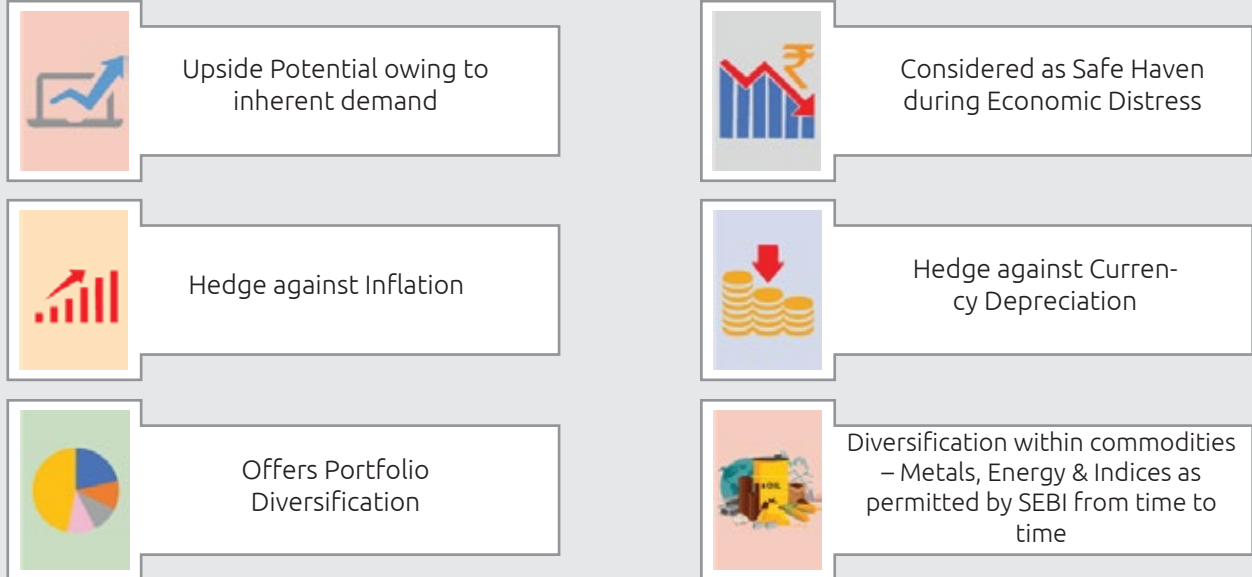 Upside Potential owing to
inherent demand
Considered as Safe Haven
during Economic Distress
Hedge against Inflation
Hedge against Curren-
cy Depreciation
Offers Portfolio
Diversification
Diversification within commodities
– Metals, Energy & Indices as
permitted by SEBI from time to
time
₹
OIL